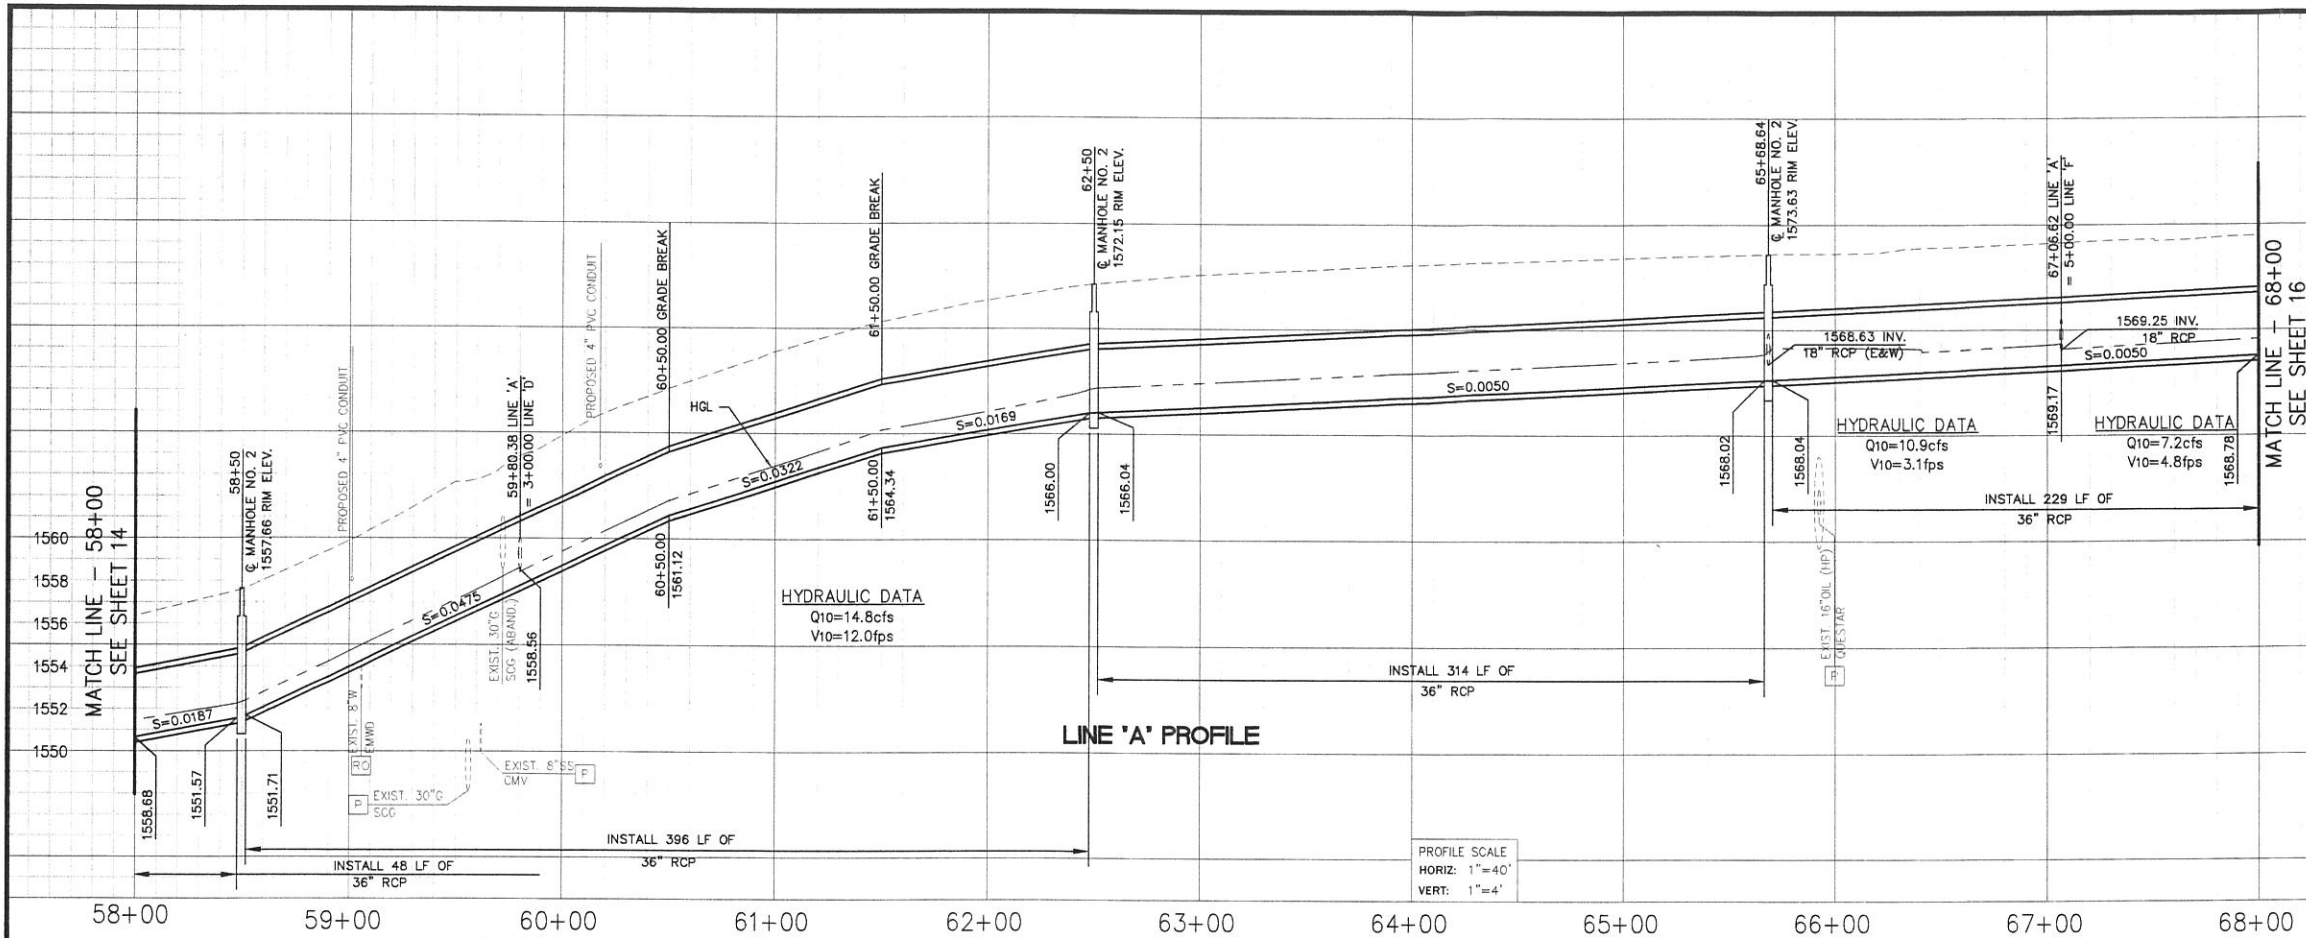 MATCH LINE - 58+00
SEE SHEET 14
1560
1558
1556
1554
1552
1550
58+50
℄ MANHOLE NO. 2
1557.66 RIM ELEV.
PROPOSED 4" PVC CONDUIT
59+80.38 LINE 'A'
= 3+00.00 LINE 'D'
PROPOSED 4" PVC CONDUIT
60+50.00 GRADE BREAK
61+50.00 GRADE BREAK
62+50
℄ MANHOLE NO. 2
1572.15 RIM ELEV.
65+68.64
℄ MANHOLE NO. 2
1573.63 RIM ELEV.
67+06.62 LINE 'A'
= 5+00.00 LINE 'F'
MATCH LINE - 68+00
SEE SHEET 16
HGL
S=0.0187
S=0.0475
S=0.0322
S=0.0169
S=0.0050
S=0.0050
1568.63 INV.
18" RCP (E&W)
1569.25 INV.
18" RCP
1558.68
1551.57
1551.71
EXIST. 8"W
EMWD
RO
P
EXIST. 30"G
SCG
EXIST. 8"SS
CMV
P
EXIST. 30"G
SCG (ABAND.)
1558.56
60+50.00
1561.12
61+50.00
1564.34
1566.00
1566.04
1568.02
1568.04
1569.17
1568.78
EXIST. 16"OIL (HP)
QUESTAR
P
HYDRAULIC DATA
Q10=14.8cfs
V10=12.0fps
HYDRAULIC DATA
Q10=10.9cfs
V10=3.1fps
HYDRAULIC DATA
Q10=7.2cfs
V10=4.8fps
INSTALL 229 LF OF
36" RCP
INSTALL 314 LF OF
36" RCP
INSTALL 396 LF OF
36" RCP
INSTALL 48 LF OF
36" RCP
LINE "A" PROFILE
PROFILE SCALE
HORIZ: 1"=40'
VERT: 1"=4'
58+00
59+00
60+00
61+00
62+00
63+00
64+00
65+00
66+00
67+00
68+00